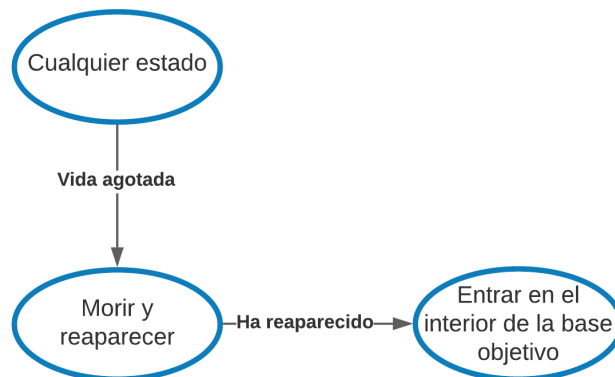 Cualquier estado
Vida agotada
Morir y
reaparecer
Ha reaparecido
Entrar en el
interior de la base
objetivo